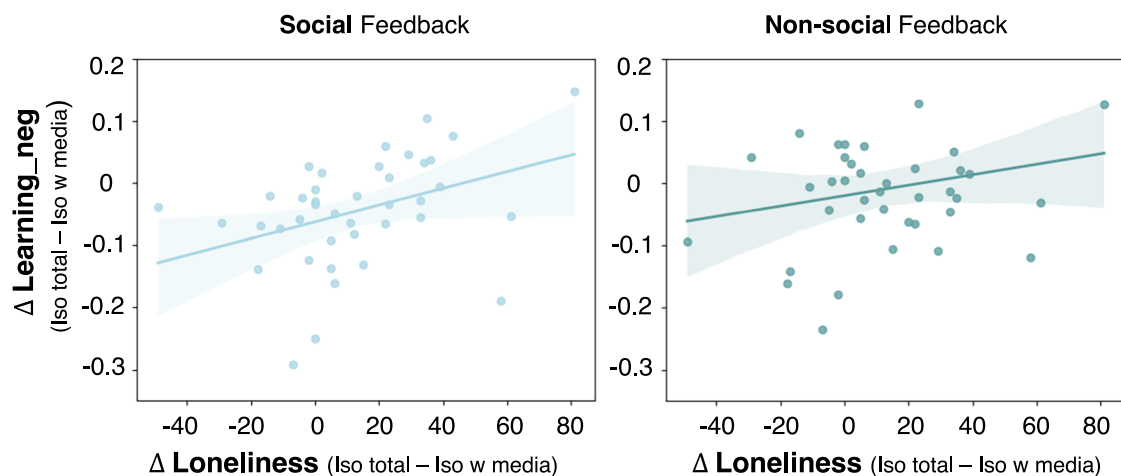 Social Feedback
Non-social Feedback
Δ Learning_neg
(Iso total – Iso w media)
0.2
0.1
0
-0.1
-0.2
-0.3
-40 -20 0 20 40 60 80
Δ Loneliness (Iso total – Iso w media)
0.2
0.1
0
-0.1
-0.2
-0.3
-40 -20 0 20 40 60 80
Δ Loneliness (Iso total – Iso w media)